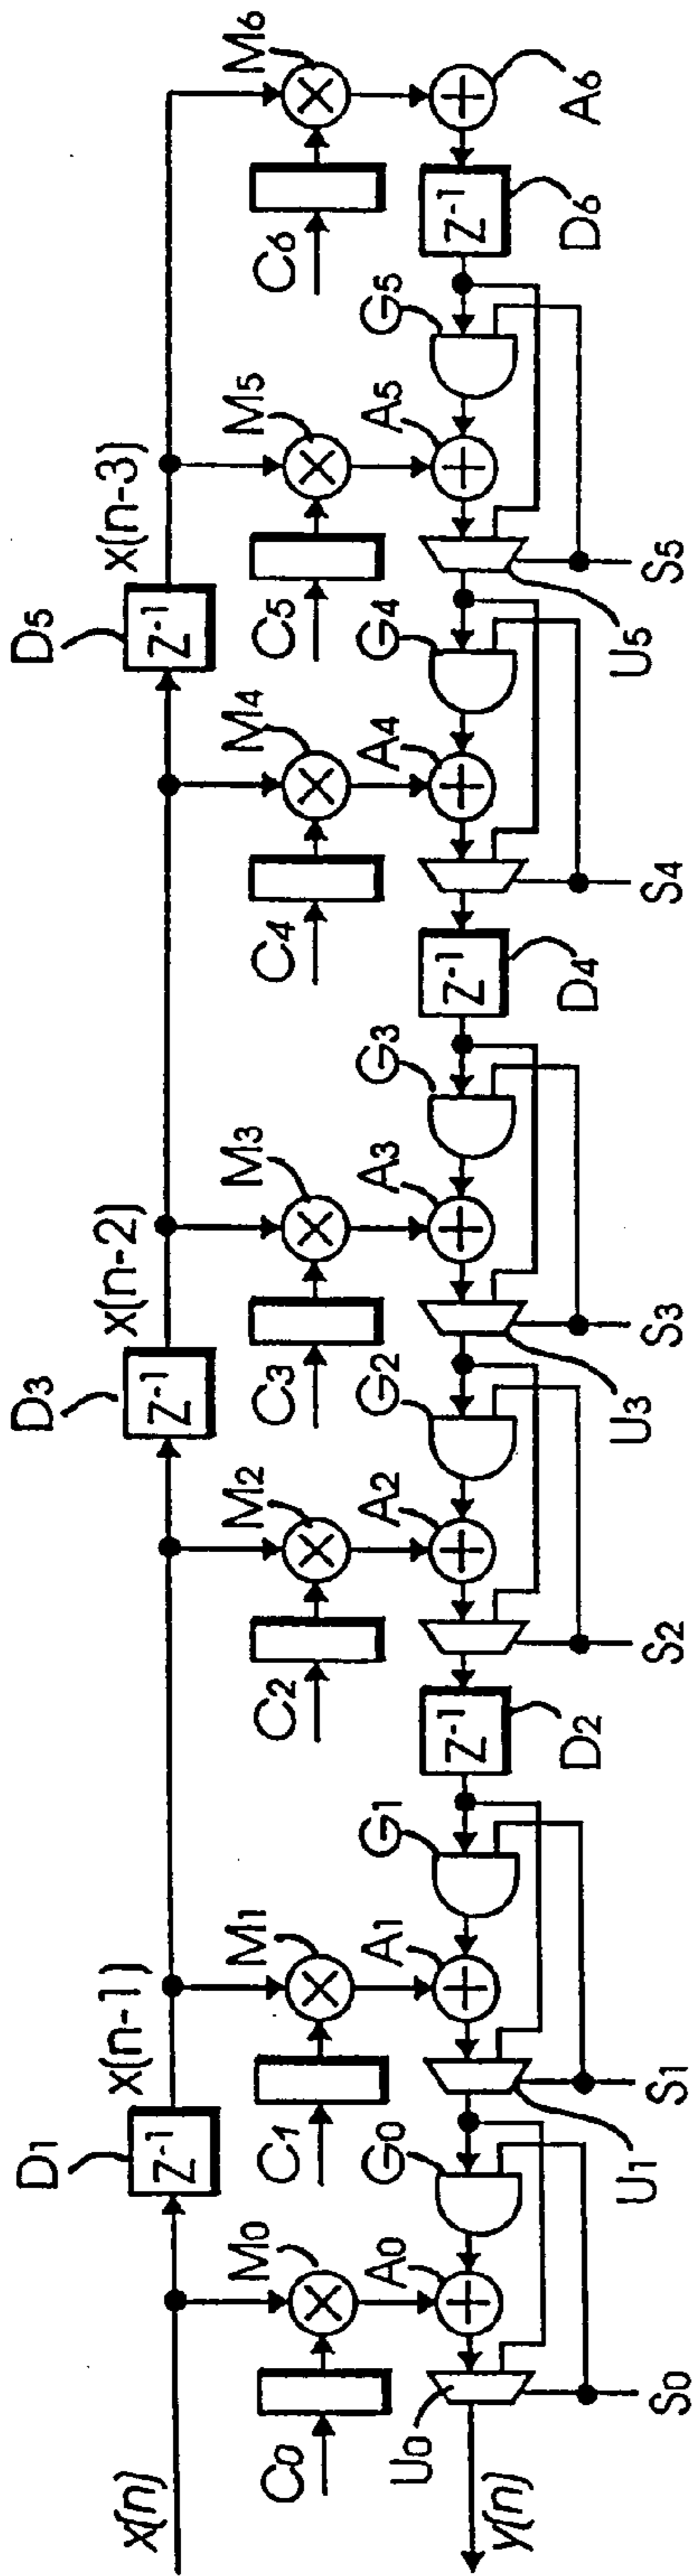 D1 D3 D5
x(n) Z-1 x(n-1) Z-1 x(n-2) Z-1 x(n-3)
M0 M1 M2 M3 M4 M5 M6
C0 C1 C2 C3 C4 C5 C6
A0 G0 A1 G1 A2 G2 A3 G3 A4 G4 A5 G5
U0 Z-1 Z-1 Z-1
y(n) D2 D4 D6 A6
U1 U3 U5
S0 S1 S2 S3 S4 S5